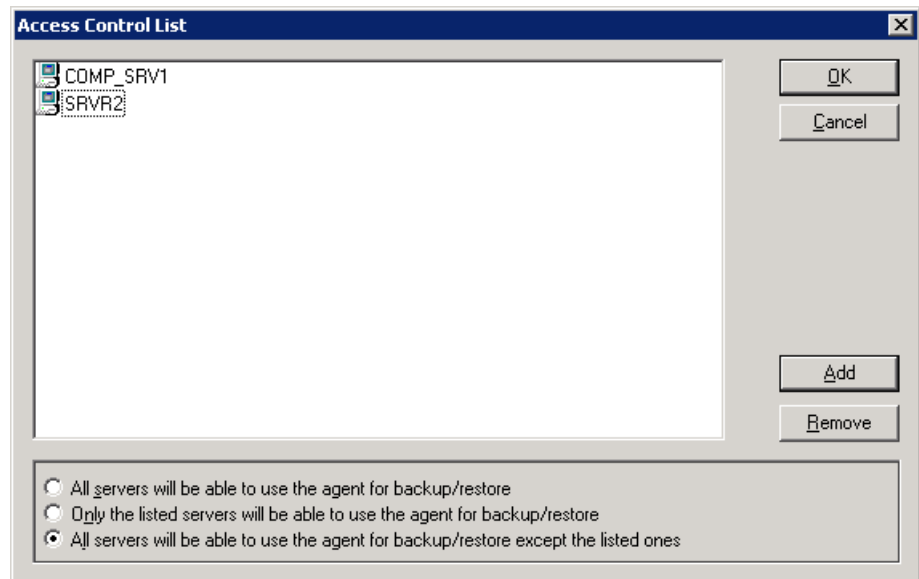 Access Control List
COMP_SRV1
SRVR2
OK
Cancel
Add
Remove
All servers will be able to use the agent for backup/restore
Only the listed servers will be able to use the agent for backup/restore
All servers will be able to use the agent for backup/restore except the listed ones